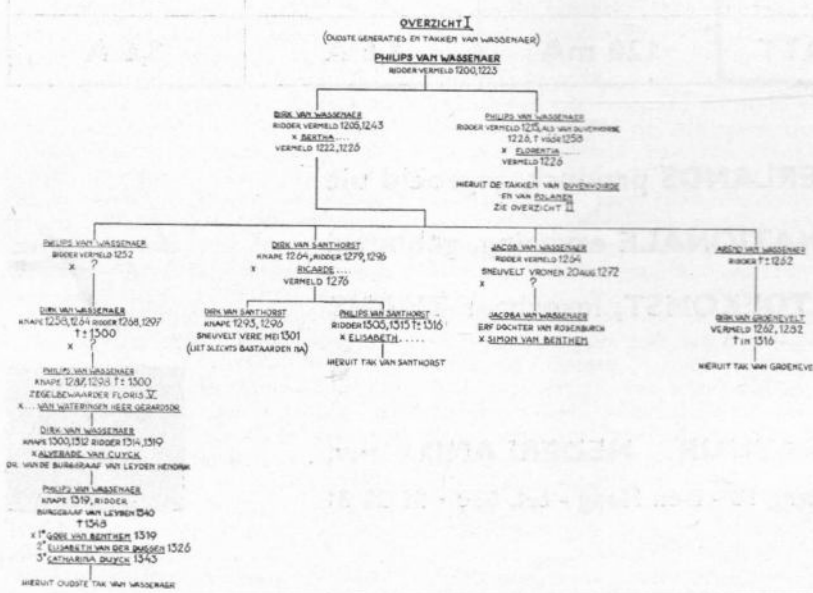 OVERZICHT I
(OUDSTE GENERATIES EN TAKKEN VAN WASSENAER)
PHILIPS VAN WASSENAER
RIDDER VERMELD 1200, 1223
DIRK VAN WASSENAER
RIDDER VERMELD 1205, 1243
X BERTHA....
VERMELD 1222, 1226
PHILIPS VAN WASSENAER
RIDDER VERMELD 1213, ALS VAN DUVENVORDE
1226, † VOOR 1258
X FLORENTIA....
VERMELD 1226
HIERUIT DE TAKKEN VAN DUVENVOIRDE
EN VAN POLANEN
ZIE OVERZICHT II
PHILIPS VAN WASSENAER
RIDDER VERMELD 1252
?
X
DIRK VAN WASSENAER
KNAPE 1258, 1264 RIDDER 1268, 1297
†± 1300
X ?
PHILIPS VAN WASSENAER
KNAPE 1287, 1298 †± 1300
ZEGELBEWAARDER FLORIS V.
X.... VAN WATERINGEN HEER GERARDSDR
DIRK VAN WASSENAER
KNAPE 1300, 1312 RIDDER 1314, 1319
X ALVERADE VAN CUYCK
DR. VAN DE BURGGRAAF VAN LEYDEN HENDRIK
PHILIPS VAN WASSENAER
KNAPE 1319, RIDDER
BURGGRAAF VAN LEYDEN 1340
† 1348
X 1° GODE VAN BENTHEM 1319
2° ELISABETH VAN DER DUSSEN 1326
3° CATHARINA DUYCK 1343
HIERUIT OUDSTE TAK VAN WASSENAER
DIRK VAN SANTHORST
KNAPE 1264, RIDDER 1279, 1296
X RICARDE....
VERMELD 1276
DIRK VAN SANTHORST
KNAPE 1293, 1296
SNEUVELT VERE MEI 1301
(LIET SLECHTS BASTAARDEN NA)
PHILIPS VAN SANTHORST
RIDDER 1305, 1315 †± 1316
X ELISABETH......
HIERUIT TAK VAN SANTHORST
JACOB VAN WASSENAER
RIDDER VERMELD 1264
SNEUVELT VRONEN 20 AUG 1272
X ?
JACOBA VAN WASSENAER
ERF DOCHTER VAN ROSENBURCH
X SIMON VAN BENTHEM
AREND VAN WASSENAER
RIDDER †± 1262
DIRK VAN GROENEVELT
VERMELD 1262, 1282
† IN 1316
HIERUIT TAK VAN GROENEVE